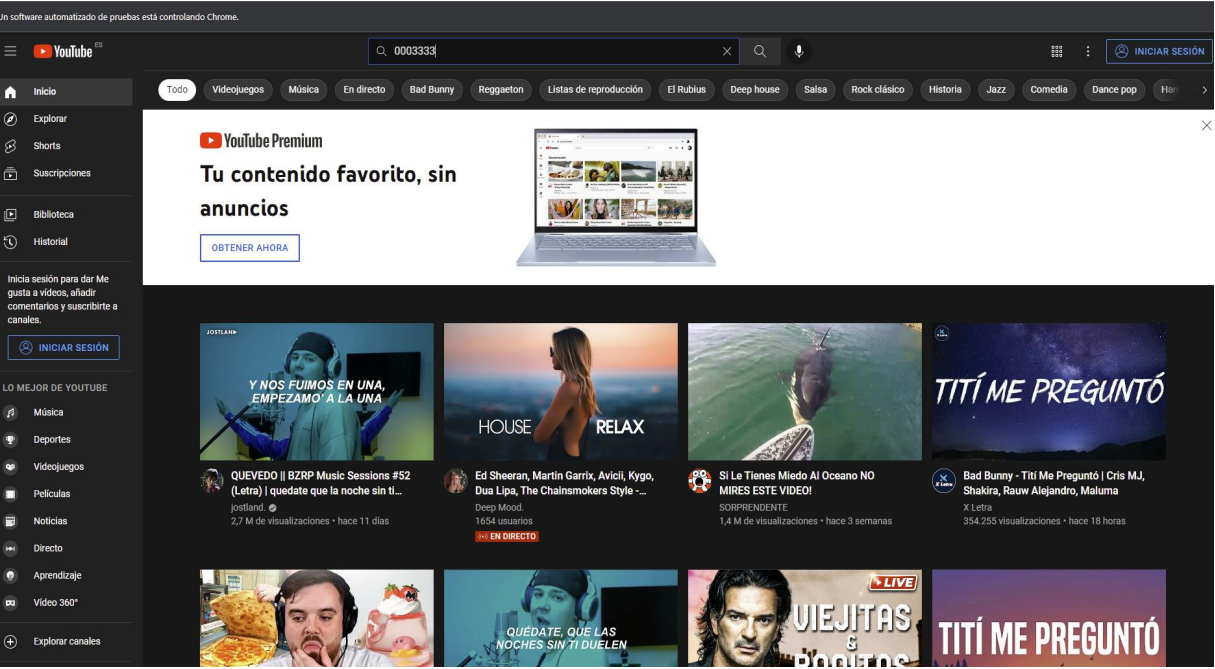 Un software automatizado de pruebas está controlando Chrome.
YouTube ES
0003333
INICIAR SESIÓN
Inicio
Explorar
Shorts
Suscripciones
Biblioteca
Historial
Inicia sesión para dar Me
gusta a vídeos, añadir
comentarios y suscribirte a
canales.
INICIAR SESIÓN
LO MEJOR DE YOUTUBE
Música
Deportes
Videojuegos
Películas
Noticias
Directo
Aprendizaje
Vídeo 360°
Explorar canales
Todo Videojuegos Música En directo Bad Bunny Reggaeton Listas de reproducción El Rubius Deep house Salsa Rock clásico Historia Jazz Comedia Dance pop
YouTube Premium
Tu contenido favorito, sin
anuncios
OBTENER AHORA
JOSTLAND
Y NOS FUIMOS EN UNA,
EMPEZAMO' A LA UNA
QUEVEDO || BZRP Music Sessions #52
(Letra) | quedate que la noche sin ti...
jostland.
2,7 M de visualizaciones • hace 11 días
HOUSE RELAX
Ed Sheeran, Martin Garrix, Avicii, Kygo,
Dua Lipa, The Chainsmokers Style -...
Deep Mood.
1654 usuarios
EN DIRECTO
Si Le Tienes Miedo Al Oceano NO
MIRES ESTE VIDEO!
SORPRENDENTE
1,4 M de visualizaciones • hace 3 semanas
TITÍ ME PREGUNTÓ
Bad Bunny - Tití Me Preguntó | Cris MJ,
Shakira, Rauw Alejandro, Maluma
X Letra
354.255 visualizaciones • hace 18 horas
QUÉDATE, QUE LAS
NOCHES SIN TI DUELEN
LIVE
VIEJITAS
&
BONITAS
TITÍ ME PREGUNTÓ